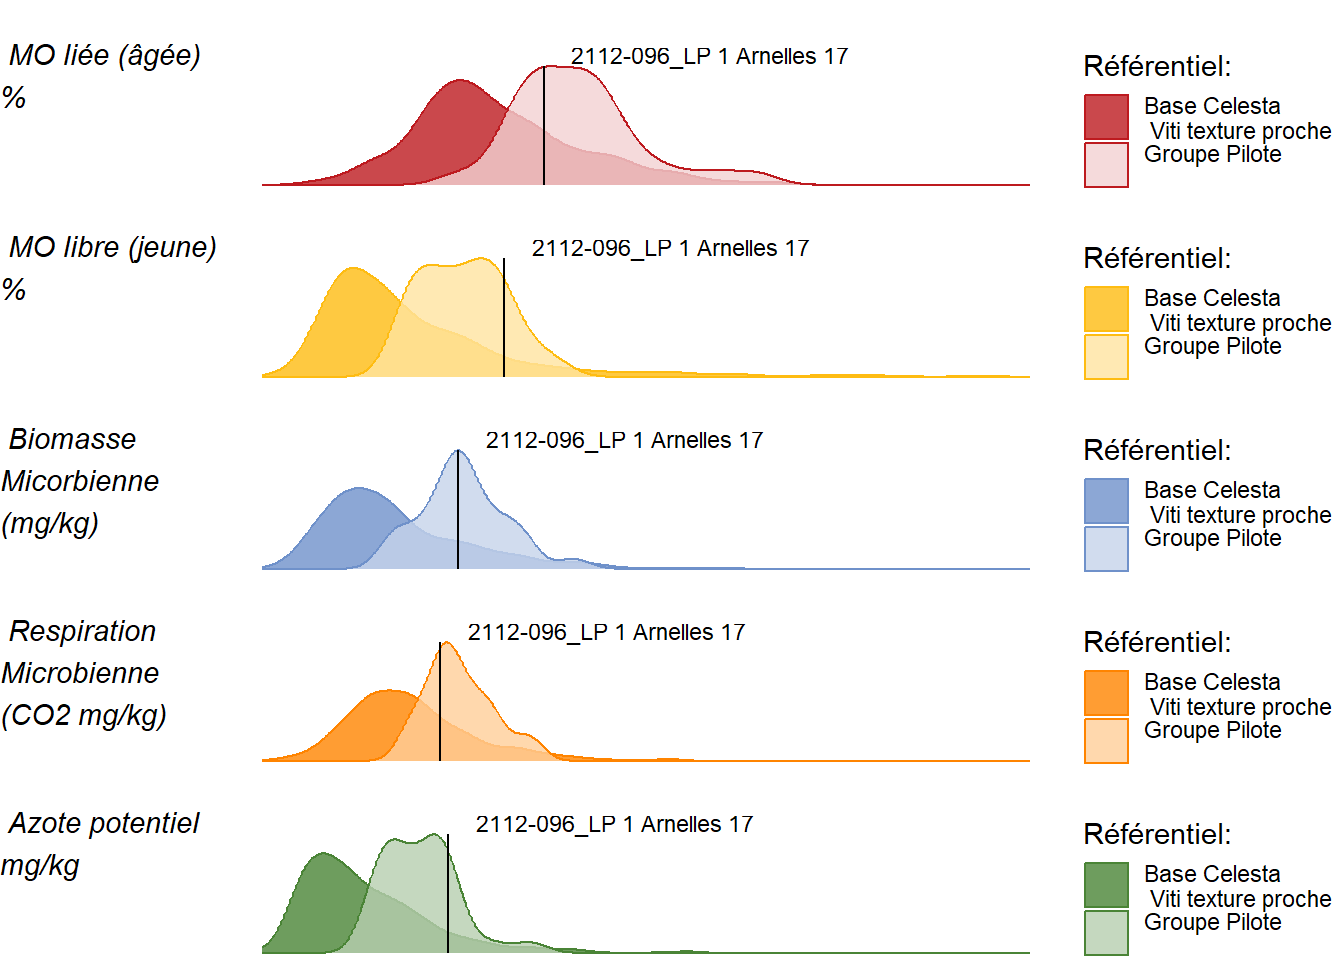 MO liée (âgée)
%
2112-096_LP 1 Arnelles 17
Référentiel:
Base Celesta
Viti texture proche
Groupe Pilote
MO libre (jeune)
%
2112-096_LP 1 Arnelles 17
Référentiel:
Base Celesta
Viti texture proche
Groupe Pilote
Biomasse
Micorbienne
(mg/kg)
2112-096_LP 1 Arnelles 17
Référentiel:
Base Celesta
Viti texture proche
Groupe Pilote
Respiration
Microbienne
(CO2 mg/kg)
2112-096_LP 1 Arnelles 17
Référentiel:
Base Celesta
Viti texture proche
Groupe Pilote
Azote potentiel
mg/kg
2112-096_LP 1 Arnelles 17
Référentiel:
Base Celesta
Viti texture proche
Groupe Pilote